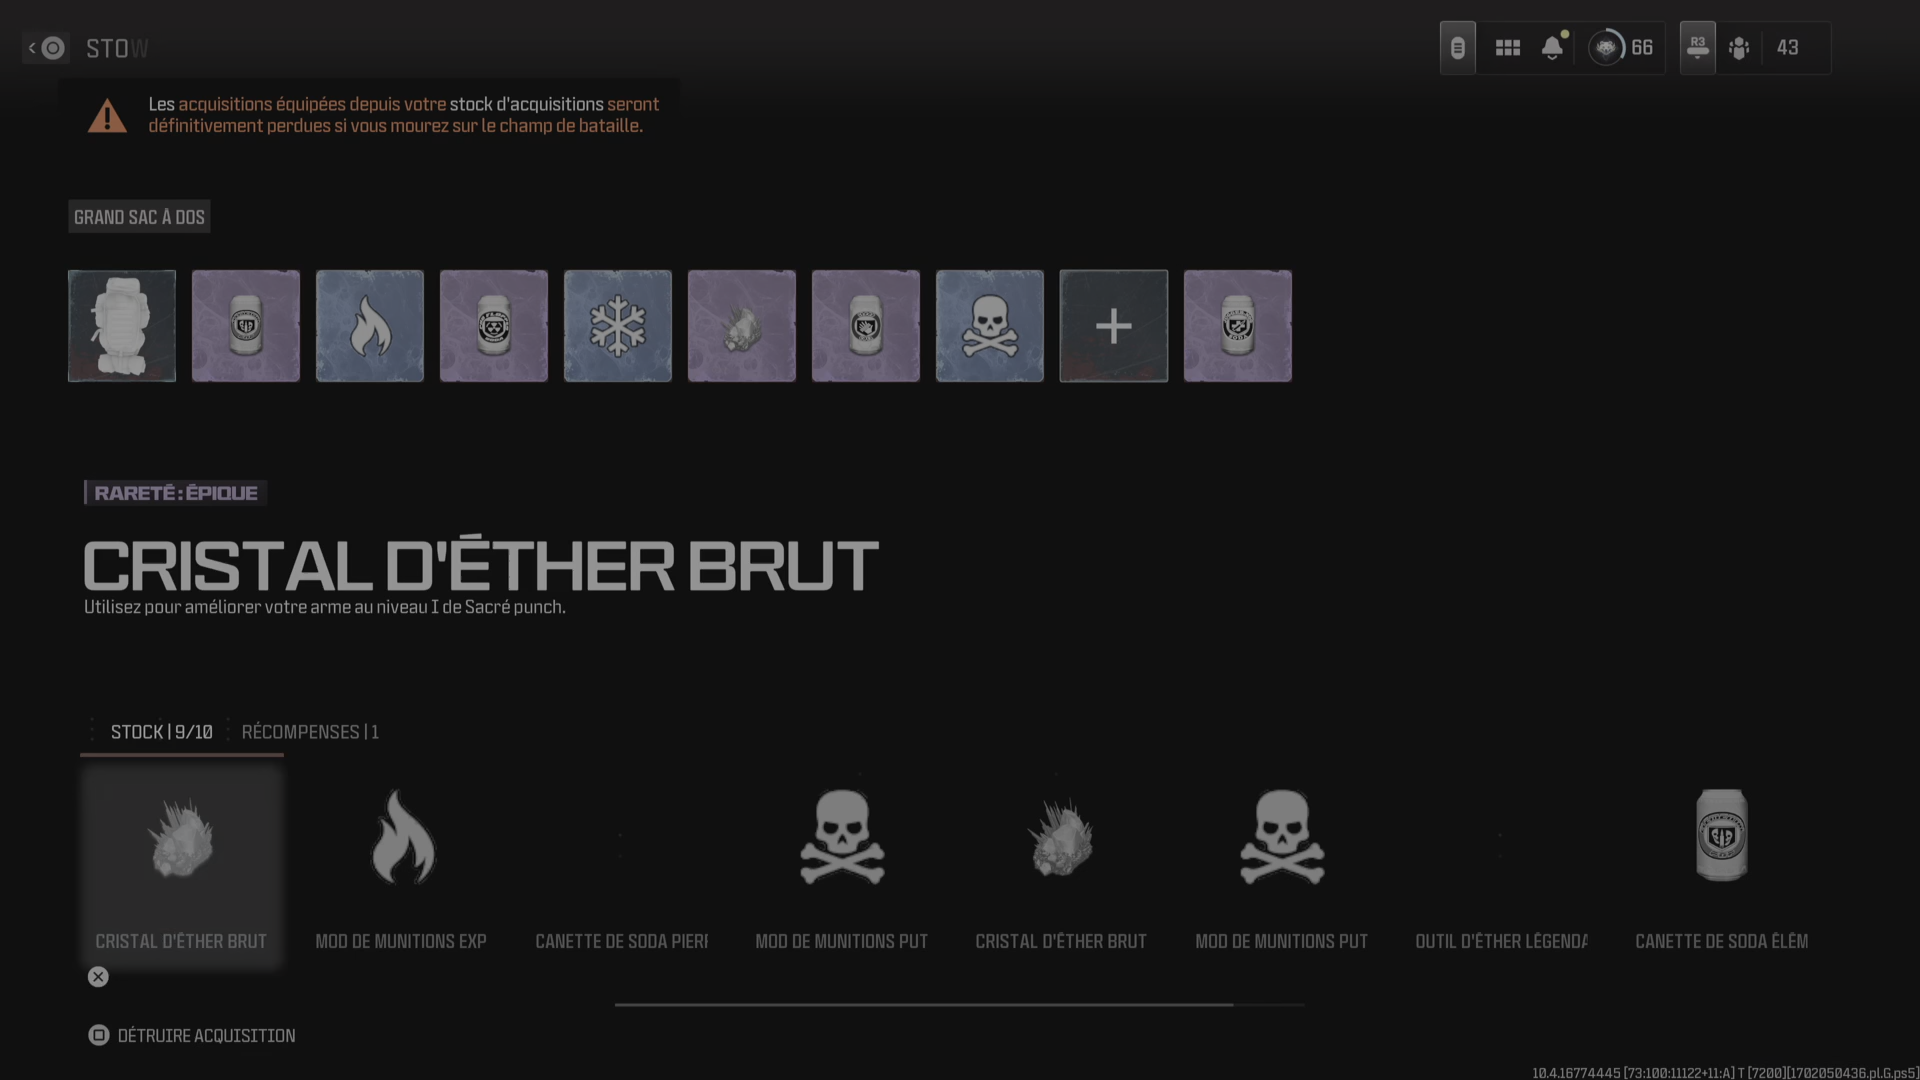 STOW
66
R3
43
Les acquisitions équipées depuis votre stock d'acquisitions seront
définitivement perdues si vous mourez sur le champ de bataille.
GRAND SAC À DOS
RARETÉ : ÉPIQUE
CRISTAL D'ÉTHER BRUT
Utilisez pour améliorer votre arme au niveau I de Sacré punch.
STOCK | 9/10
RÉCOMPENSES | 1
CRISTAL D'ÉTHER BRUT
MOD DE MUNITIONS EXP
CANETTE DE SODA PIER
MOD DE MUNITIONS PUT
CRISTAL D'ÉTHER BRUT
MOD DE MUNITIONS PUT
OUTIL D'ÉTHER LÉGENDA
CANETTE DE SODA ÉLÉM
DÉTRUIRE ACQUISITION
10.4.16774445 [73:100:11122+11:A] T [7200][1702050436.pl.G.ps5]